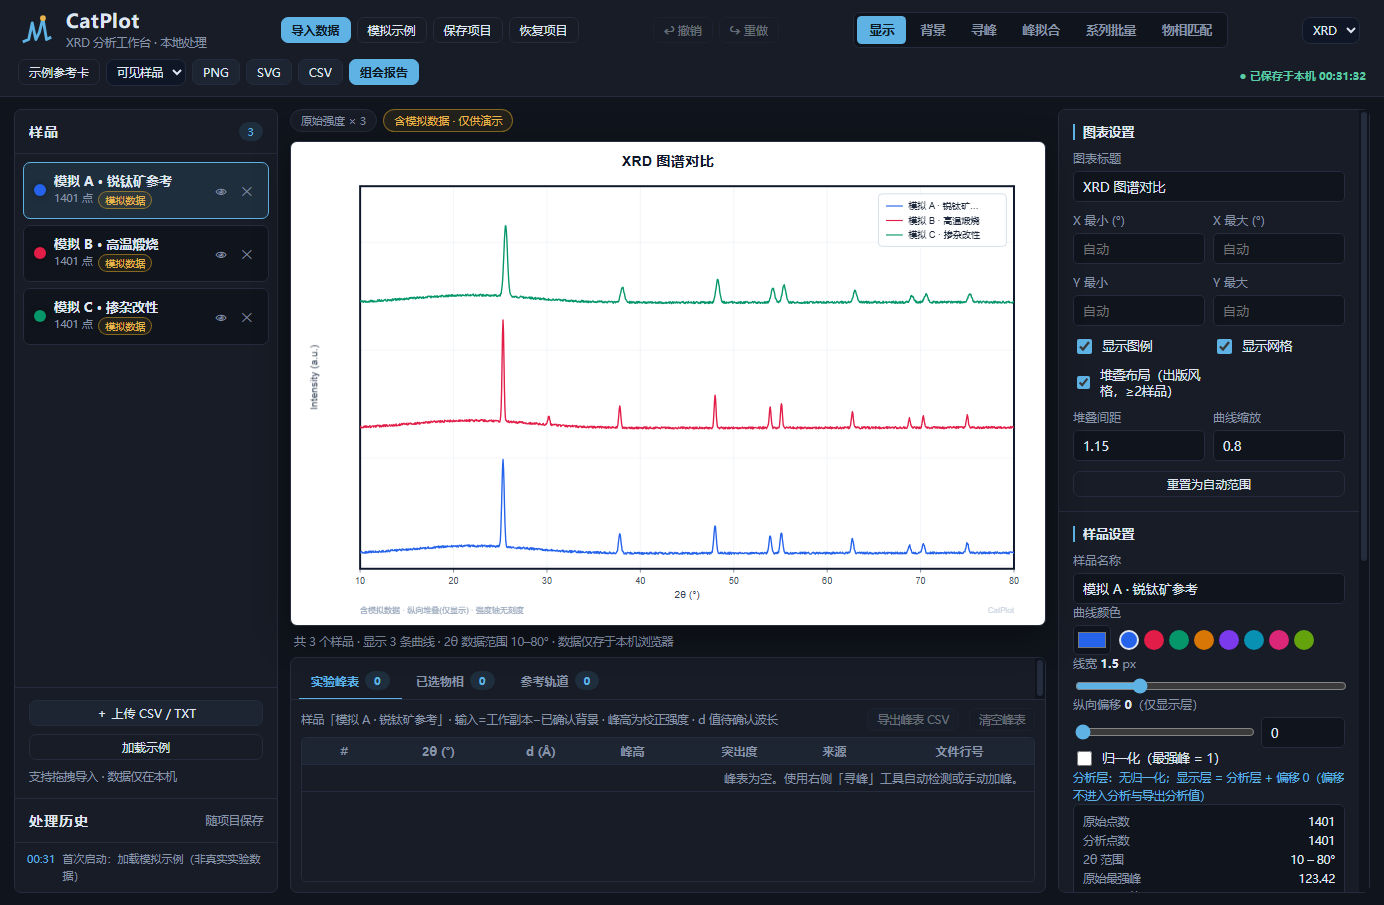 CatPlot
XRD 分析工作台 · 本地处理
导入数据
模拟示例
保存项目
恢复项目
↩ 撤销
↪ 重做
显示
背景
寻峰
峰拟合
系列批量
物相匹配
XRD
示例参考卡
可见样品
PNG
SVG
CSV
组会报告
● 已保存于本机 00:31:32
样品
3
模拟 A · 锐钛矿参考
1401 点 模拟数据
模拟 B · 高温煅烧
1401 点 模拟数据
模拟 C · 掺杂改性
1401 点 模拟数据
+ 上传 CSV / TXT
加载示例
支持拖拽导入 · 数据仅在本机
处理历史
随项目保存
00:31 首次启动：加载模拟示例（非真实实验数
据）
原始强度 × 3
含模拟数据 · 仅供演示
XRD 图谱对比
模拟 A · 锐钛矿...
模拟 B · 高温煅烧
模拟 C · 掺杂改性
Intensity (a.u.)
10 20 30 40 50 60 70 80
2θ (°)
含模拟数据 · 纵向堆叠(仅显示) · 强度轴无刻度
CatPlot
共 3 个样品 · 显示 3 条曲线 · 2θ 数据范围 10–80° · 数据仅存于本机浏览器
实验峰表 0
已选物相 0
参考轨道 0
样品「模拟 A · 锐钛矿参考」 · 输入=工作副本−已确认背景 · 峰高为校正强度 · d 值待确认波长
导出峰表 CSV
清空峰表
# 2θ (°) d (Å) 峰高 突出度 来源 文件行号
峰表为空。使用右侧「寻峰」工具自动检测或手动加峰。
图表设置
图表标题
XRD 图谱对比
X 最小 (°) X 最大 (°)
自动 自动
Y 最小 Y 最大
自动 自动
显示图例 显示网格
堆叠布局（出版风
格，≥2样品）
堆叠间距 曲线缩放
1.15 0.8
重置为自动范围
样品设置
样品名称
模拟 A · 锐钛矿参考
曲线颜色
线宽 1.5 px
纵向偏移 0（仅显示层）
0
归一化（最强峰 = 1）
分析层：无归一化；显示层 = 分析层 + 偏移 0（偏移
不进入分析与导出分析值）
原始点数 1401
分析点数 1401
2θ 范围 10 – 80°
原始最强峰 123.42